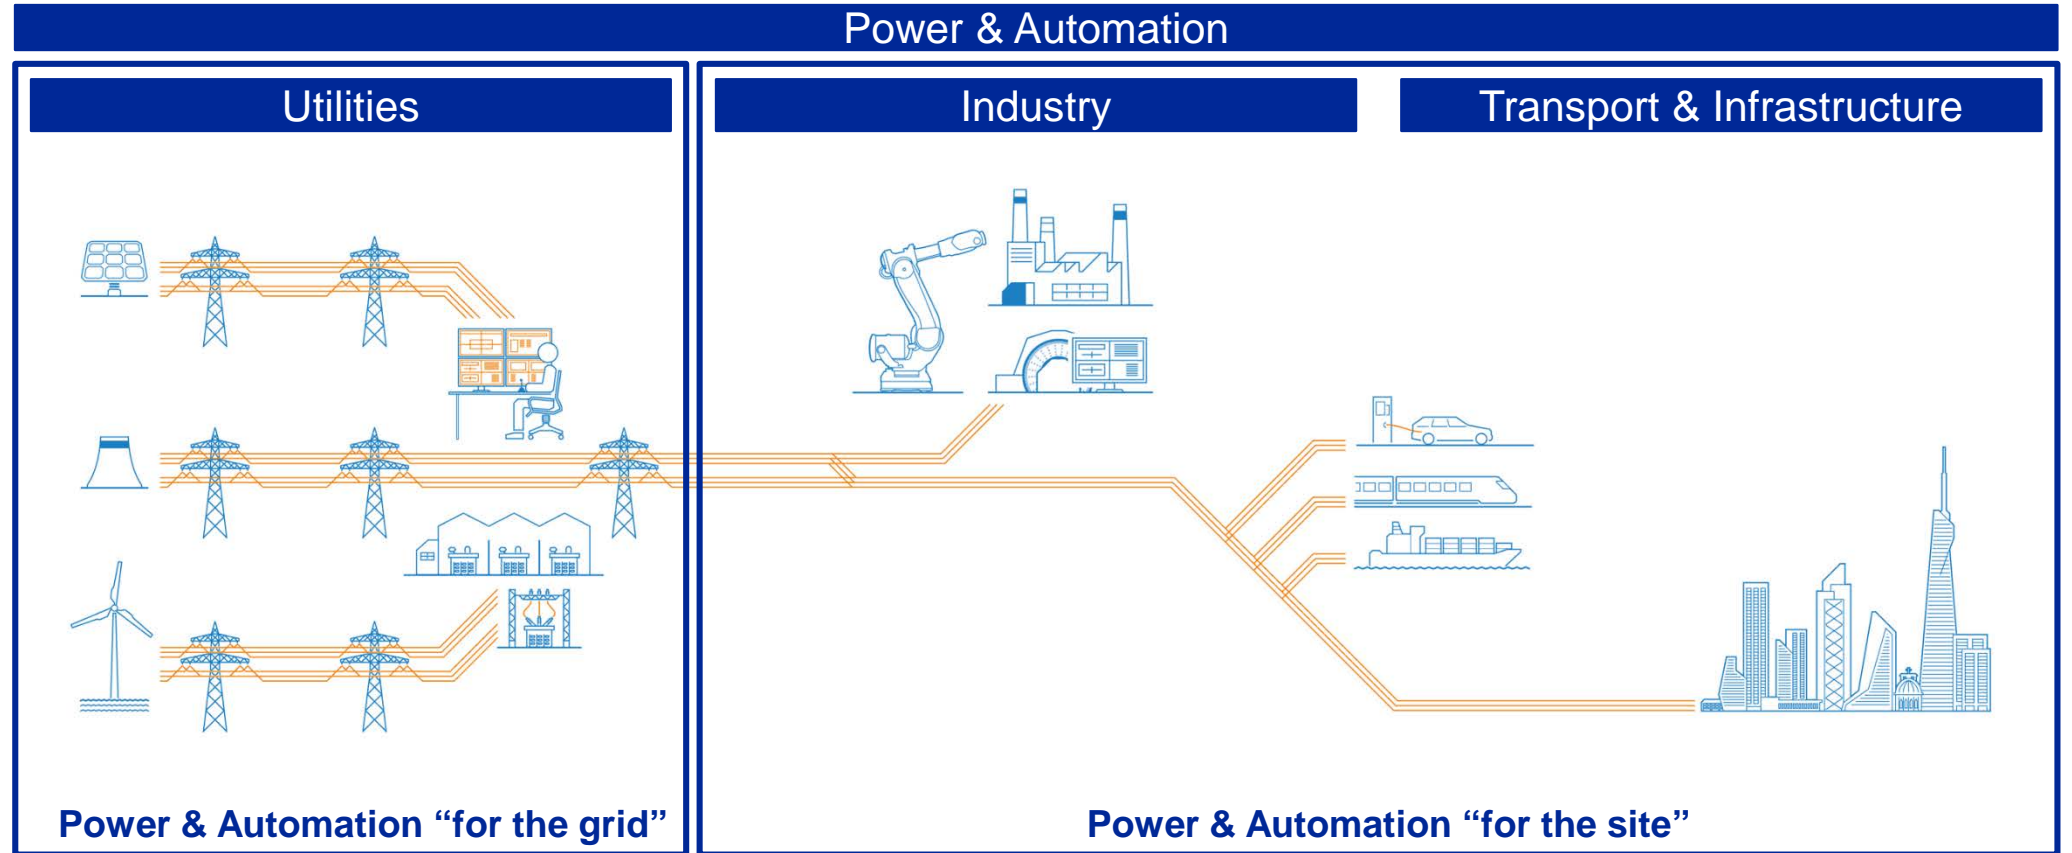 Power & Automation
Utilities
Industry
Transport & Infrastructure
Power & Automation “for the grid”
Power & Automation “for the site”